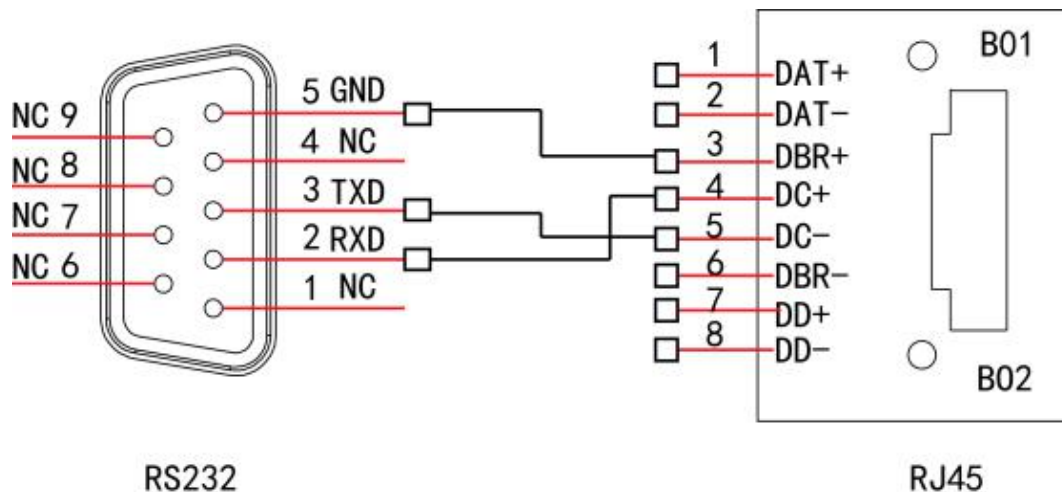 NC 9
NC 8
NC 7
NC 6
5 GND
4 NC
3 TXD
2 RXD
1 NC
RS232
1 DAT+
2 DAT-
3 DBR+
4 DC+
5 DC-
6 DBR-
7 DD+
8 DD-
B01
B02
RJ45